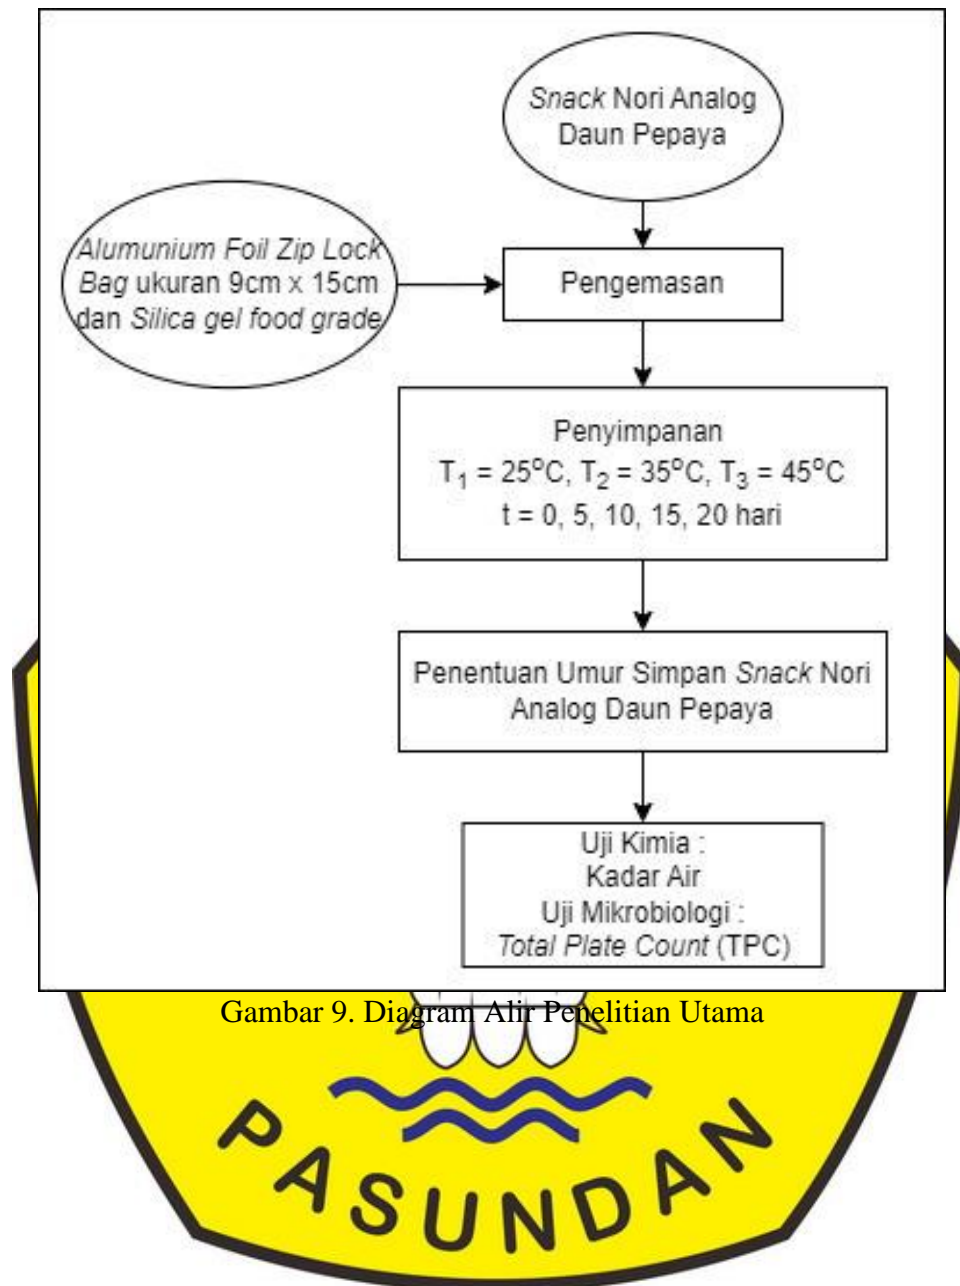 Snack Nori Analog
Daun Pepaya
Alumunium Foil Zip Lock
Bag ukuran 9cm x 15cm
dan Silica gel food grade
Pengemasan
Penyimpanan
T₁ = 25°C, T₂ = 35°C, T₃ = 45°C
t = 0, 5, 10, 15, 20 hari
Penentuan Umur Simpan Snack Nori
Analog Daun Pepaya
Uji Kimia :
Kadar Air
Uji Mikrobiologi :
Total Plate Count (TPC)
Gambar 9. Diagram Alir Penelitian Utama
PASUNDAN